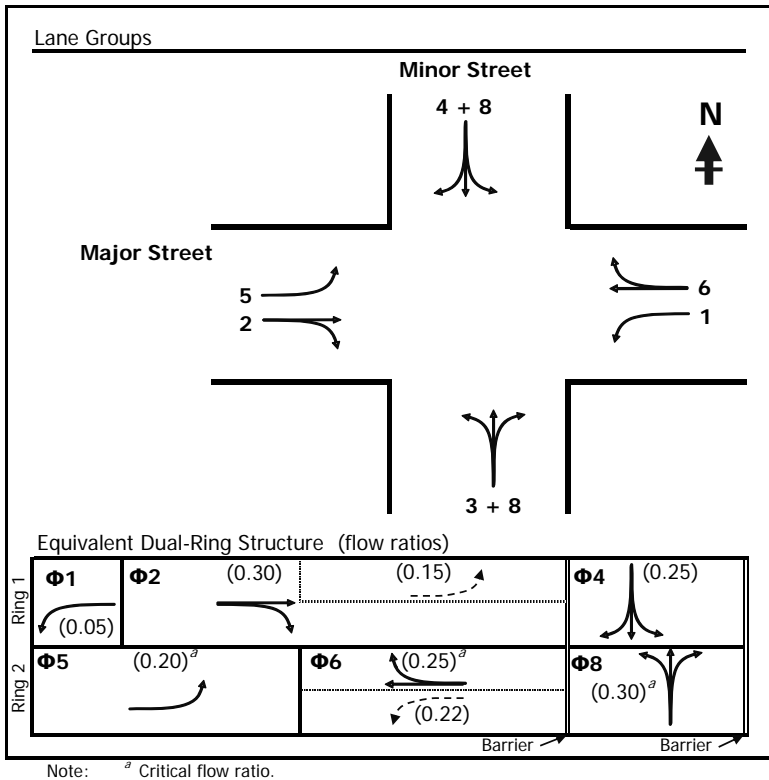 Lane Groups
Minor Street
4 + 8
N
Major Street
5
6
2
1
3 + 8
Equivalent Dual-Ring Structure (flow ratios)
Ring 1
Φ1
(0.05)
Φ2
(0.30)
(0.15)
Φ4
(0.25)
Ring 2
Φ5
(0.20)ᵃ
Φ6
(0.25)ᵃ
(0.22)
Φ8
(0.30)ᵃ
Barrier
Barrier
Note: ᵃ Critical flow ratio.